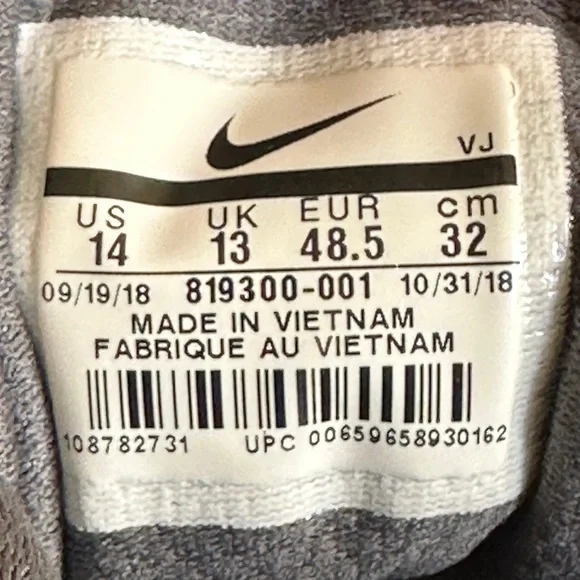 VJ
US UK EUR cm
14 13 48.5 32
09/19/18 819300-001 10/31/18
MADE IN VIETNAM
FABRIQUE AU VIETNAM
108782731 UPC 00659658930162